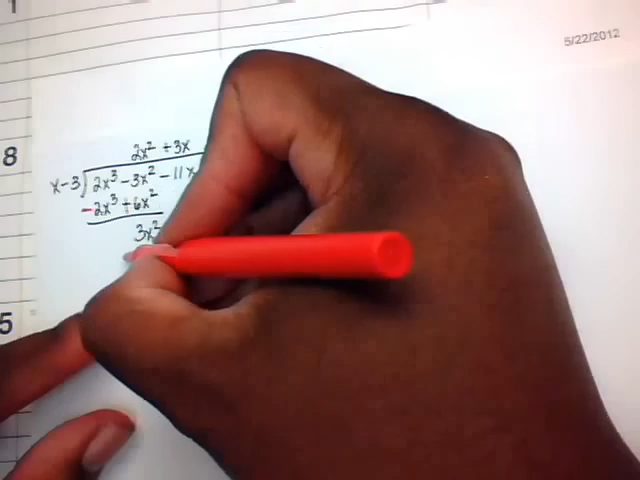 1
5/22/2012
8
2x² + 3x
x - 3 ) 2x³ - 3x² - 11x
- 2x³ + 6x²
3x²
5